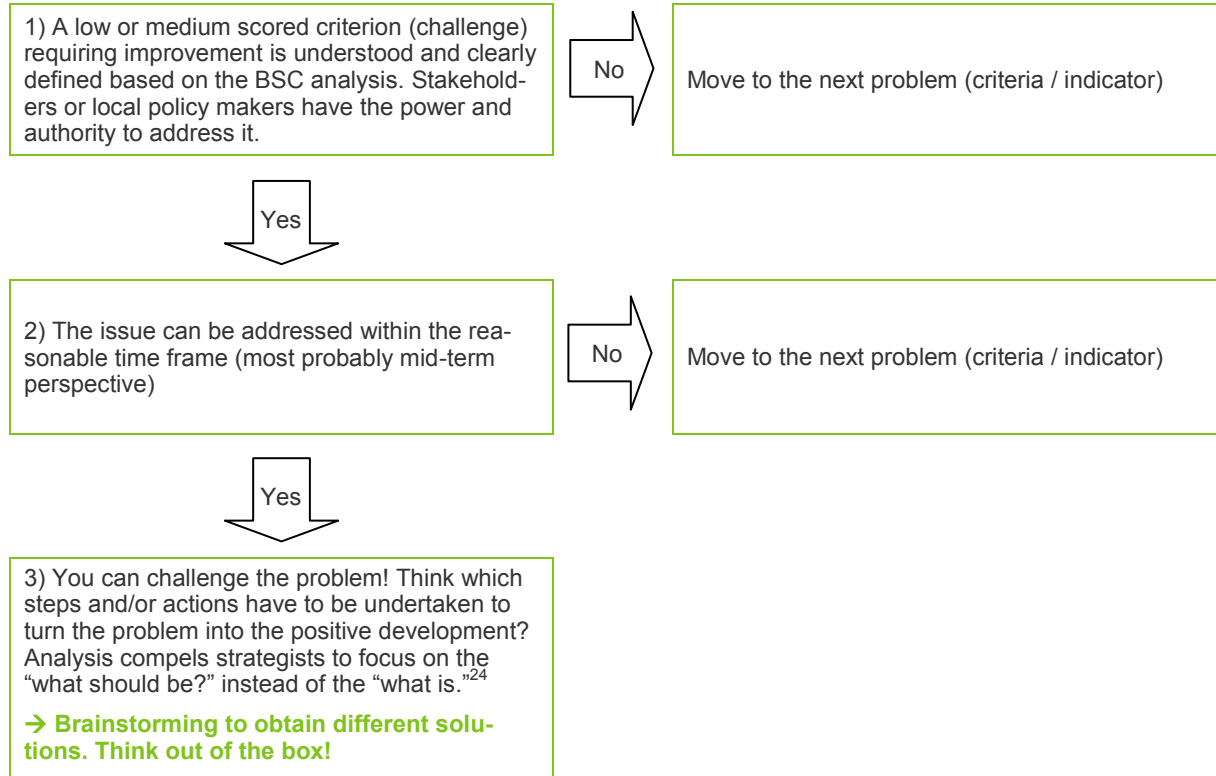 1) A low or medium scored criterion (challenge)
requiring improvement is understood and clearly
defined based on the BSC analysis. Stakehold-
ers or local policy makers have the power and
authority to address it.
No
Move to the next problem (criteria / indicator)
Yes
2) The issue can be addressed within the rea-
sonable time frame (most probably mid-term
perspective)
No
Move to the next problem (criteria / indicator)
Yes
3) You can challenge the problem! Think which
steps and/or actions have to be undertaken to
turn the problem into the positive development?
Analysis compels strategists to focus on the
“what should be?” instead of the “what is.”24
→ Brainstorming to obtain different solu-
tions. Think out of the box!